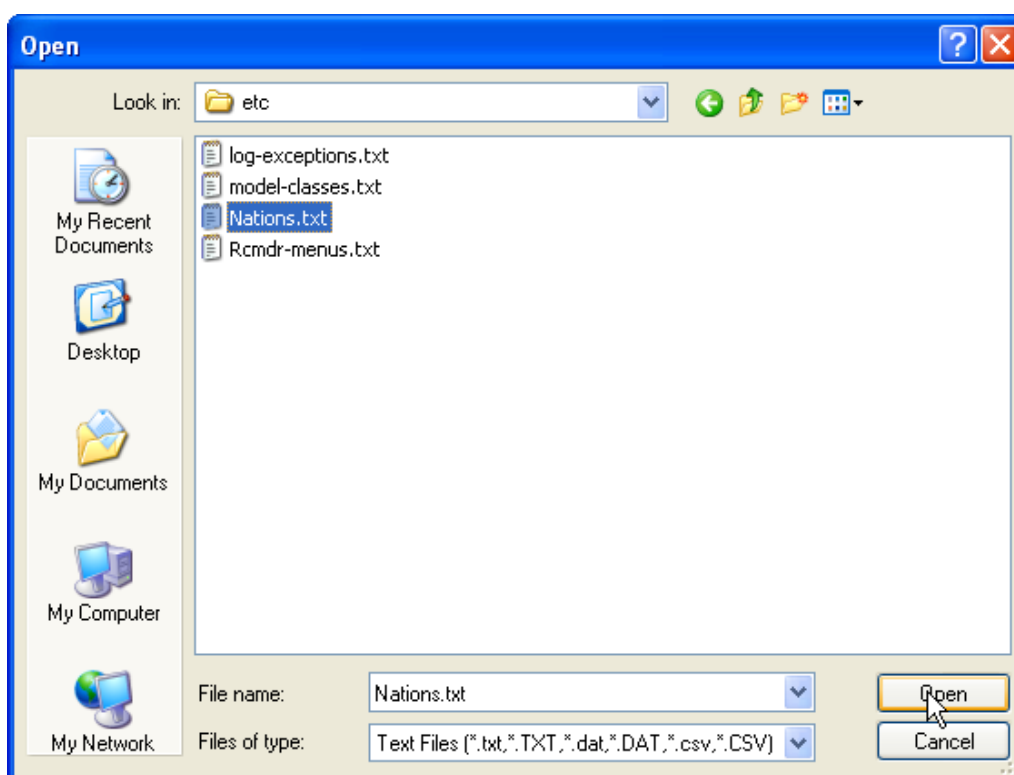 Open
Look in: etc
log-exceptions.txt
model-classes.txt
Nations.txt
Rcmdr-menus.txt
My Recent
Documents
Desktop
My Documents
My Computer
My Network
File name: Nations.txt Open
Files of type: Text Files (*.txt,*.TXT,*.dat,*.DAT,*.csv,*.CSV) Cancel